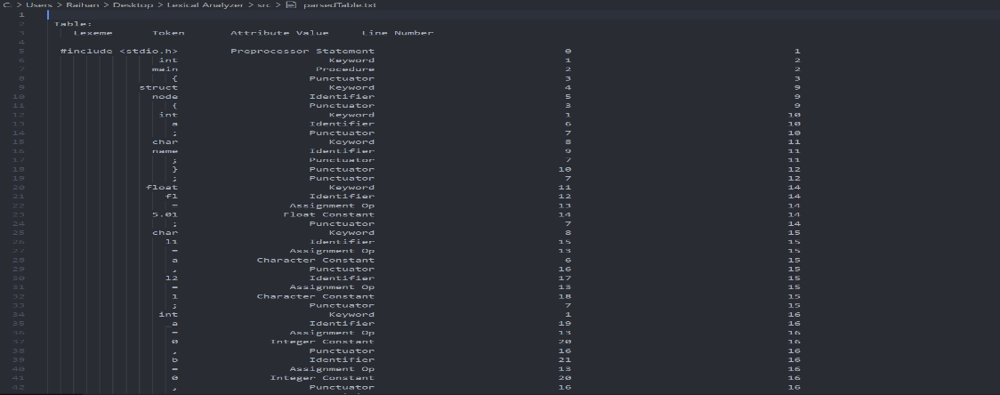 C: > Users > Raihan > Desktop > Lexical Analyzer > src > parsedTable.txt
1
2 Table:
3 Lexeme Token Attribute Value Line Number
4
5 #include <stdio.h> Preprocessor Statement 0 1
6 int Keyword 1 2
7 main Procedure 2 2
8 { Punctuator 3 3
9 struct Keyword 4 9
10 node Identifier 5 9
11 { Punctuator 3 9
12 int Keyword 1 10
13 a Identifier 6 10
14 ; Punctuator 7 10
15 char Keyword 8 11
16 name Identifier 9 11
17 ; Punctuator 7 11
18 } Punctuator 10 12
19 ; Punctuator 7 12
20 float Keyword 11 14
21 f1 Identifier 12 14
22 = Assignment Op 13 14
23 5.01 Float Constant 14 14
24 ; Punctuator 7 14
25 char Keyword 8 15
26 l1 Identifier 15 15
27 = Assignment Op 13 15
28 a Character Constant 6 15
29 , Punctuator 16 15
30 l2 Identifier 17 15
31 = Assignment Op 13 15
32 1 Character Constant 18 15
33 ; Punctuator 7 15
34 int Keyword 1 16
35 a Identifier 19 16
36 = Assignment Op 13 16
37 0 Integer Constant 20 16
38 , Punctuator 16 16
39 b Identifier 21 16
40 = Assignment Op 13 16
41 0 Integer Constant 20 16
42 , Punctuator 16 16